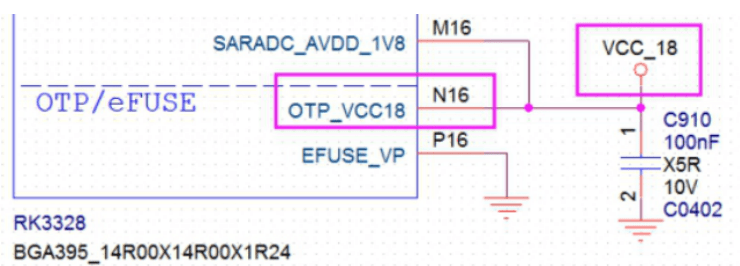 SARADC_AVDD_1V8 M16
VCC_18
OTP/eFUSE OTP_VCC18 N16
EFUSE_VP P16
1 C910
100nF
X5R
10V
2 C0402
RK3328
BGA395_14R00X14R00X1R24